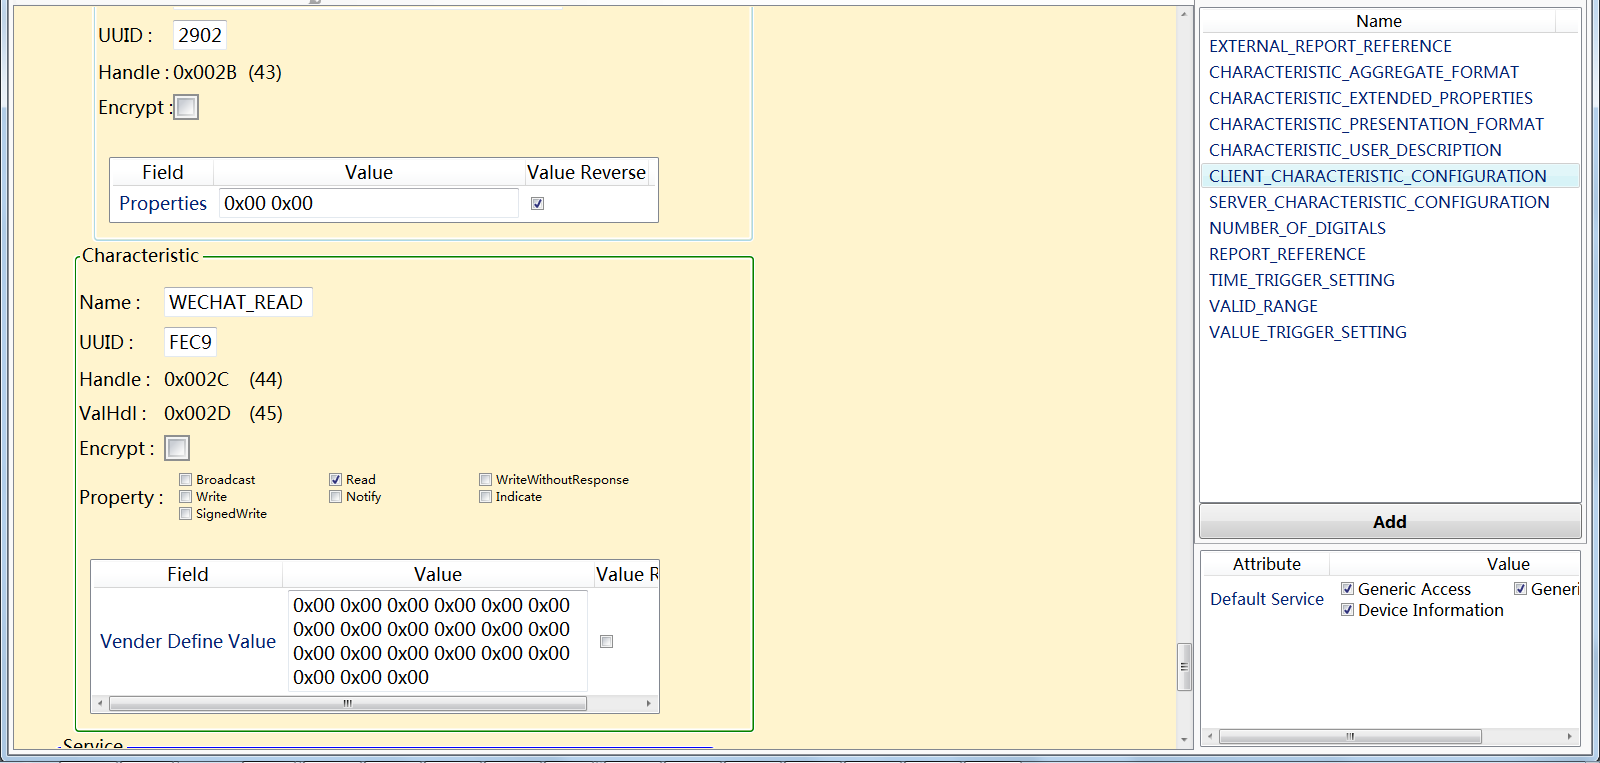 UUID : 2902
Handle : 0x002B (43)
Encrypt :
Field Value Value Reverse
Properties 0x00 0x00
Characteristic
Name : WECHAT_READ
UUID : FEC9
Handle : 0x002C (44)
ValHdl : 0x002D (45)
Encrypt :
Property :
Broadcast Read WriteWithoutResponse
Write Notify Indicate
SignedWrite
Field Value Value R
Vender Define Value
0x00 0x00 0x00 0x00 0x00 0x00
0x00 0x00 0x00 0x00 0x00 0x00
0x00 0x00 0x00 0x00 0x00 0x00
0x00 0x00 0x00
Service
Name
EXTERNAL_REPORT_REFERENCE
CHARACTERISTIC_AGGREGATE_FORMAT
CHARACTERISTIC_EXTENDED_PROPERTIES
CHARACTERISTIC_PRESENTATION_FORMAT
CHARACTERISTIC_USER_DESCRIPTION
CLIENT_CHARACTERISTIC_CONFIGURATION
SERVER_CHARACTERISTIC_CONFIGURATION
NUMBER_OF_DIGITALS
REPORT_REFERENCE
TIME_TRIGGER_SETTING
VALID_RANGE
VALUE_TRIGGER_SETTING
Add
Attribute Value
Default Service
Generic Access Generi
Device Information